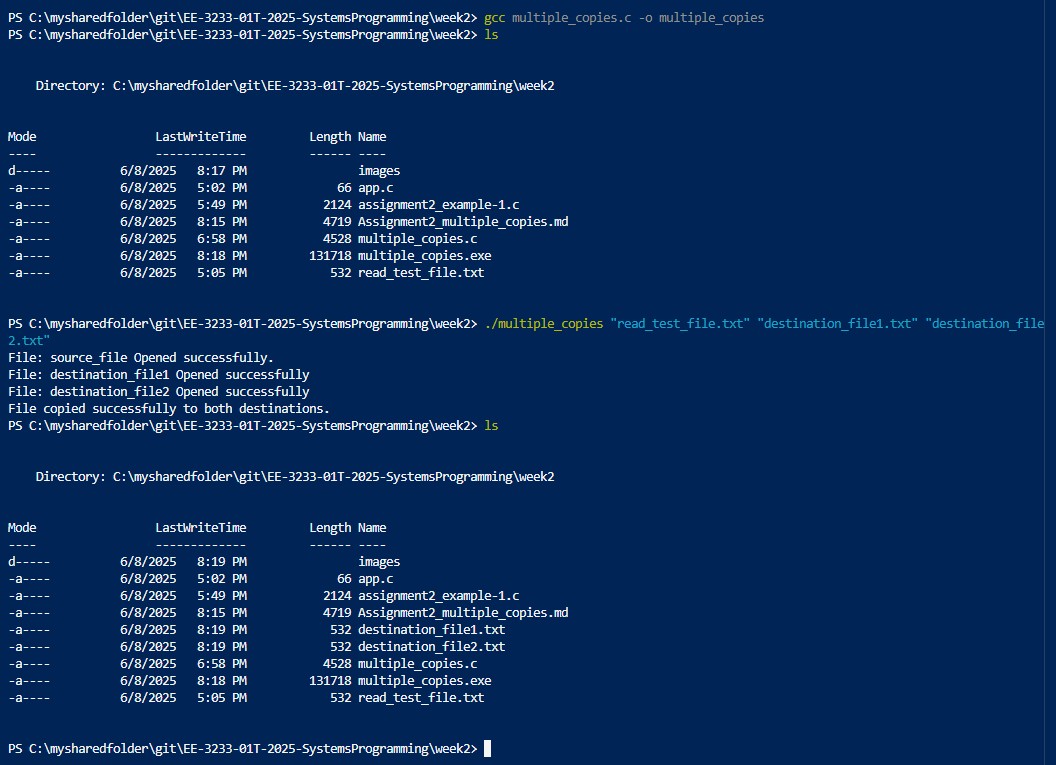 PS C:\mysharedfolder\git\EE-3233-01T-2025-SystemsProgramming\week2> gcc multiple_copies.c -o multiple_copies
PS C:\mysharedfolder\git\EE-3233-01T-2025-SystemsProgramming\week2> ls
Directory: C:\mysharedfolder\git\EE-3233-01T-2025-SystemsProgramming\week2
Mode LastWriteTime Length Name
---- ------------- ------ ----
d----- 6/8/2025 8:17 PM images
-a---- 6/8/2025 5:02 PM 66 app.c
-a---- 6/8/2025 5:49 PM 2124 assignment2_example-1.c
-a---- 6/8/2025 8:15 PM 4719 Assignment2_multiple_copies.md
-a---- 6/8/2025 6:58 PM 4528 multiple_copies.c
-a---- 6/8/2025 8:18 PM 131718 multiple_copies.exe
-a---- 6/8/2025 5:05 PM 532 read_test_file.txt
PS C:\mysharedfolder\git\EE-3233-01T-2025-SystemsProgramming\week2> ./multiple_copies "read_test_file.txt" "destination_file1.txt" "destination_file
2.txt"
File: source_file Opened successfully.
File: destination_file1 Opened successfully
File: destination_file2 Opened successfully
File copied successfully to both destinations.
PS C:\mysharedfolder\git\EE-3233-01T-2025-SystemsProgramming\week2> ls
Directory: C:\mysharedfolder\git\EE-3233-01T-2025-SystemsProgramming\week2
Mode LastWriteTime Length Name
---- ------------- ------ ----
d----- 6/8/2025 8:19 PM images
-a---- 6/8/2025 5:02 PM 66 app.c
-a---- 6/8/2025 5:49 PM 2124 assignment2_example-1.c
-a---- 6/8/2025 8:15 PM 4719 Assignment2_multiple_copies.md
-a---- 6/8/2025 8:19 PM 532 destination_file1.txt
-a---- 6/8/2025 8:19 PM 532 destination_file2.txt
-a---- 6/8/2025 6:58 PM 4528 multiple_copies.c
-a---- 6/8/2025 8:18 PM 131718 multiple_copies.exe
-a---- 6/8/2025 5:05 PM 532 read_test_file.txt
PS C:\mysharedfolder\git\EE-3233-01T-2025-SystemsProgramming\week2>